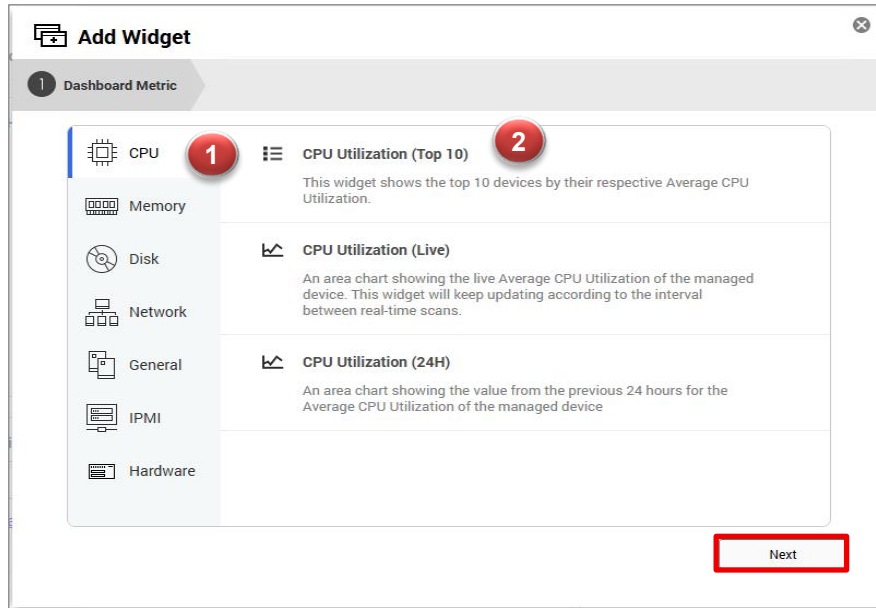 Add Widget
1 Dashboard Metric
CPU
1
Memory
Disk
Network
General
IPMI
Hardware
CPU Utilization (Top 10)
2
This widget shows the top 10 devices by their respective Average CPU
Utilization.
CPU Utilization (Live)
An area chart showing the live Average CPU Utilization of the managed
device. This widget will keep updating according to the interval
between real-time scans.
CPU Utilization (24H)
An area chart showing the value from the previous 24 hours for the
Average CPU Utilization of the managed device
Next